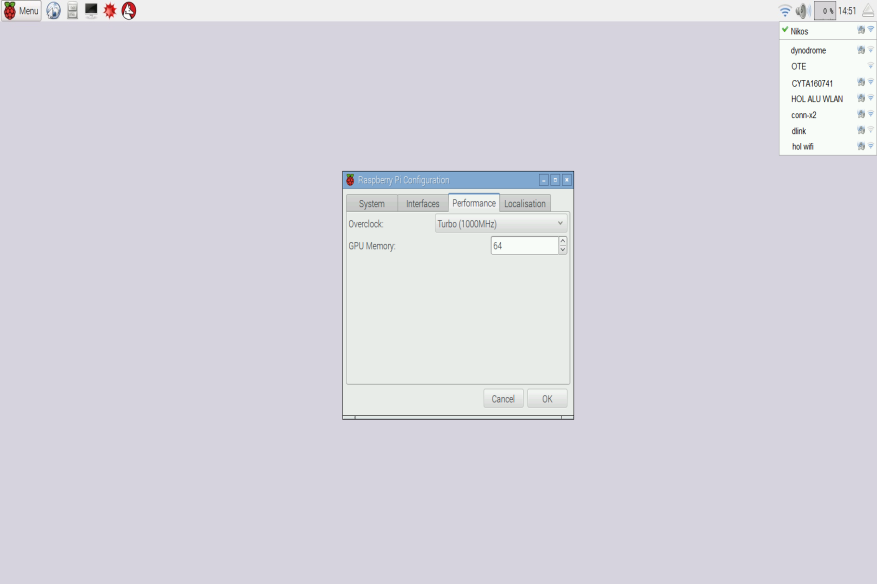 Menu
0 %
14:51
Nikos
dynodrome
OTE
CYTA160741
HOL ALU WLAN
conn-x2
dlink
hol wifi
Raspberry Pi Configuration
System Interfaces Performance Localisation
Overclock: Turbo (1000MHz)
GPU Memory: 64
Cancel OK